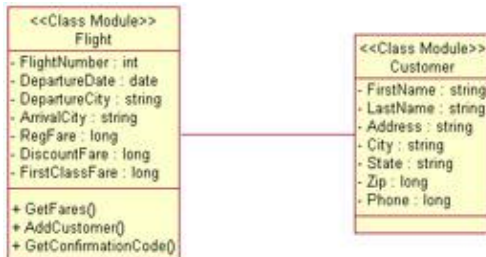 <<Class Module>>
Flight
- FlightNumber : int
- DepartureDate : date
- DepartureCity : string
- ArrivalCity : string
- RegFare : long
- DiscountFare : long
- FirstClassFare : long
+ GetFares()
+ AddCustomer()
+ GetConfirmationCode()
<<Class Module>>
Customer
- FirstName : string
- LastName : string
- Address : string
- City : string
- State : string
- Zip : long
- Phone : long